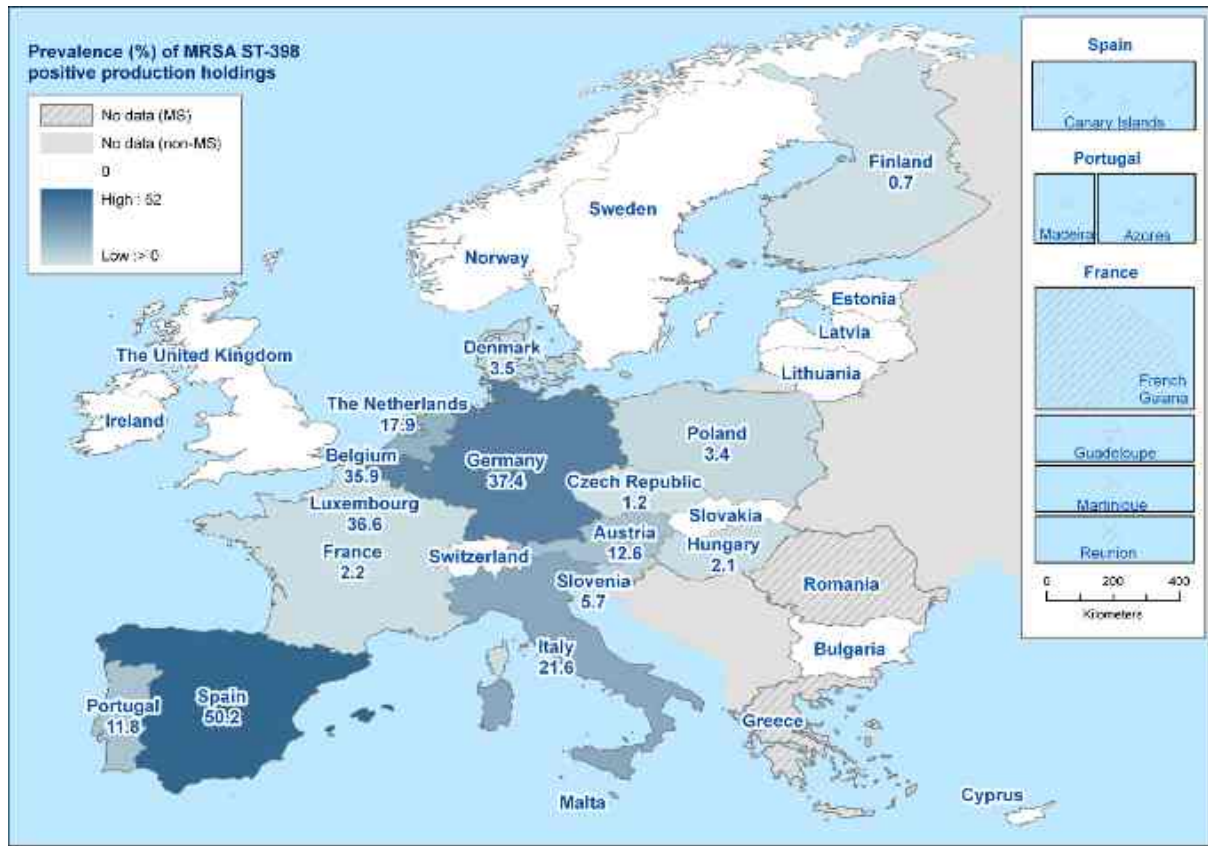 Prevalence (%) of MRSA ST-398
positive production holdings
No data (MS)
No data (non-MS)
0
High : 52
Low :> 0
Finland
0.7
Sweden
Norway
Estonia
Latvia
Lithuania
The United Kingdom
Ireland
Denmark
3.5
The Netherlands
17.9
Belgium
35.9
Germany
37.4
Poland
3.4
Czech Republic
1.2
Luxembourg
36.6
Slovakia
France
2.2
Switzerland
Austria
12.6
Hungary
2.1
Slovenia
5.7
Romania
Italy
21.6
Bulgaria
Portugal
11.8
Spain
50.2
Greece
Malta
Cyprus
Spain
Canary Islands
Portugal
Madeira
Azores
France
French
Guiana
Guadeloupe
Martinique
Reunion
0 200 400
Kilometers